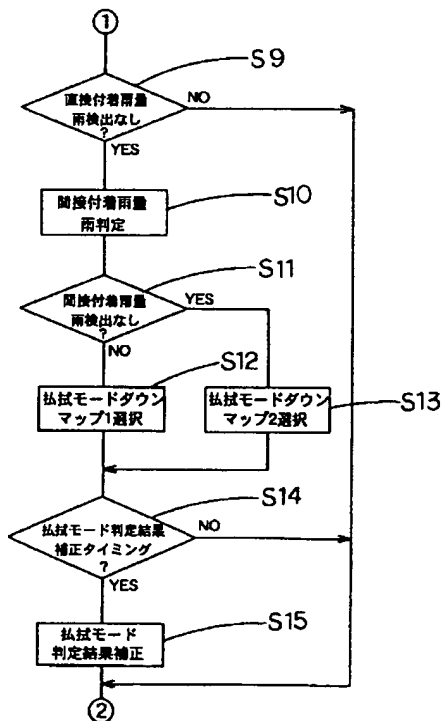 ①
S9
直接付着雨量
雨検出なし
?
NO
YES
間接付着雨量
雨判定
S10
S11
間接付着雨量
雨検出なし
?
YES
NO
S12
払拭モードダウン
マップ1選択
払拭モードダウン
マップ2選択
S13
S14
払拭モード判定結果
補正タイミング
?
NO
YES
払拭モード
判定結果補正
S15
②